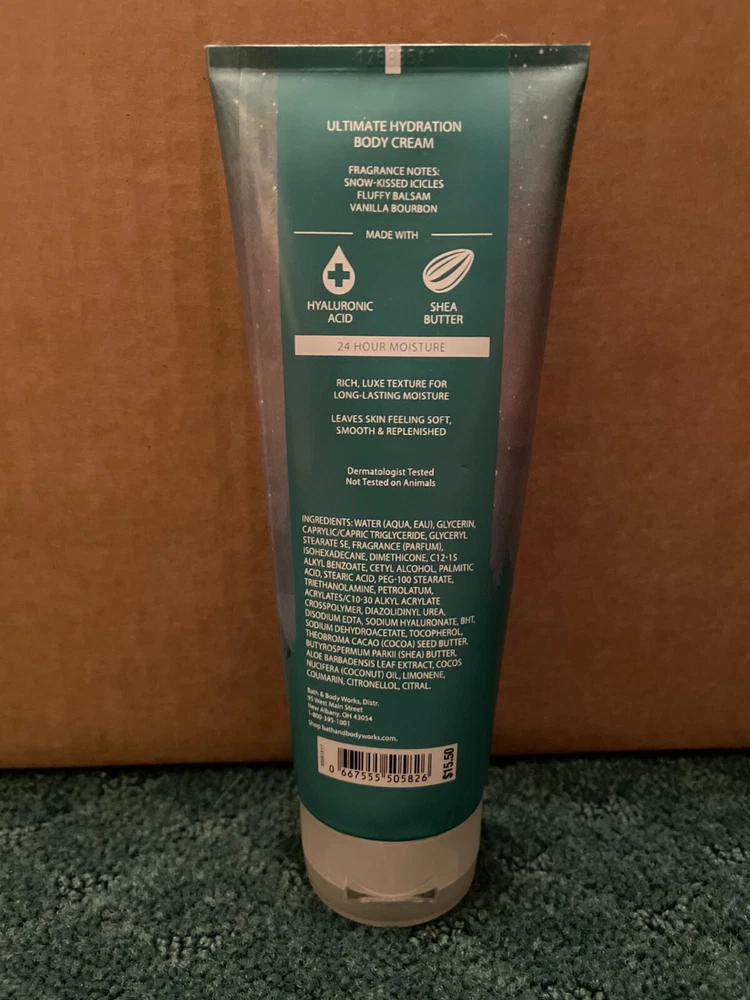 ULTIMATE HYDRATION
BODY CREAM
FRAGRANCE NOTES:
SNOW-KISSED ICICLES
FLUFFY BALSAM
VANILLA BOURBON
MADE WITH
HYALURONIC
ACID
SHEA
BUTTER
24 HOUR MOISTURE
RICH, LUXE TEXTURE FOR
LONG-LASTING MOISTURE
LEAVES SKIN FEELING SOFT,
SMOOTH & REPLENISHED
Dermatologist Tested
Not Tested on Animals
INGREDIENTS: WATER (AQUA, EAU), GLYCERIN,
CAPRYLIC/CAPRIC TRIGLYCERIDE, GLYCERYL
STEARATE SE, FRAGRANCE (PARFUM),
ISOHEXADECANE, DIMETHICONE, C12-15
ALKYL BENZOATE, CETYL ALCOHOL, PALMITIC
ACID, STEARIC ACID, PEG-100 STEARATE,
TRIETHANOLAMINE, PETROLATUM,
ACRYLATES/C10-30 ALKYL ACRYLATE
CROSSPOLYMER, DIAZOLIDINYL UREA,
DISODIUM EDTA, SODIUM HYALURONATE, BHT,
SODIUM DEHYDROACETATE, TOCOPHEROL,
THEOBROMA CACAO (COCOA) SEED BUTTER,
BUTYROSPERMUM PARKII (SHEA) BUTTER,
ALOE BARBADENSIS LEAF EXTRACT, COCOS
NUCIFERA (COCONUT) OIL, LIMONENE,
COUMARIN, CITRONELLOL, CITRAL.
Bath & Body Works, Distr.
95 West Main Street
New Albany, OH 43054
1-800-395-1001
Shop bathandbodyworks.com.
0 667555 505826
$15.50